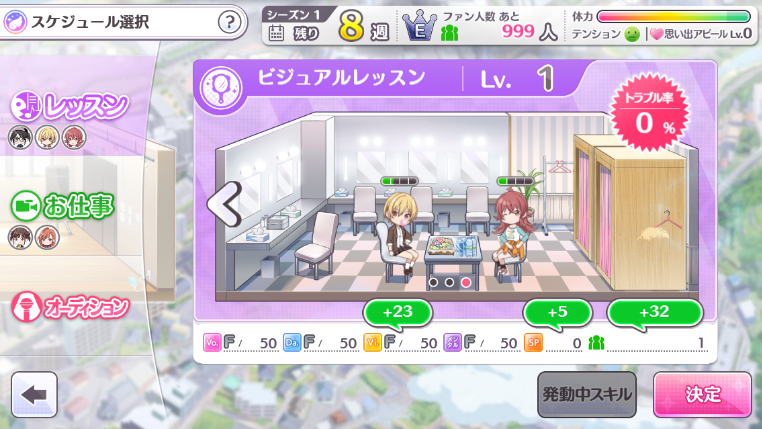 スケジュール選択
?
シーズン1
残り 8 週
E
ファン人数 あと
999 人
体力
テンション
思い出アピール Lv.0
レッスン
お仕事
オーディション
ビジュアルレッスン Lv. 1
トラブル率
0 %
+23
+5
+32
Vo. F / 50
Da. F / 50
Vi. F / 50
メンタル F / 50
SP 0
1
発動中スキル
決定